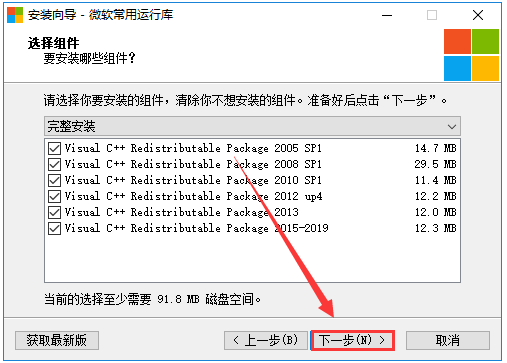 安装向导 - 微软常用运行库
选择组件
要安装哪些组件?
请选择你要安装的组件，清除你不想安装的组件。准备好后点击“下一步”。
完整安装
Visual C++ Redistributable Package 2005 SP1 14.7 MB
Visual C++ Redistributable Package 2008 SP1 29.5 MB
Visual C++ Redistributable Package 2010 SP1 11.4 MB
Visual C++ Redistributable Package 2012 up4 12.2 MB
Visual C++ Redistributable Package 2013 12.0 MB
Visual C++ Redistributable Package 2015-2019 12.3 MB
当前的选择至少需要 91.8 MB 磁盘空间。
获取最新版 < 上一步(B) 下一步(N) > 取消